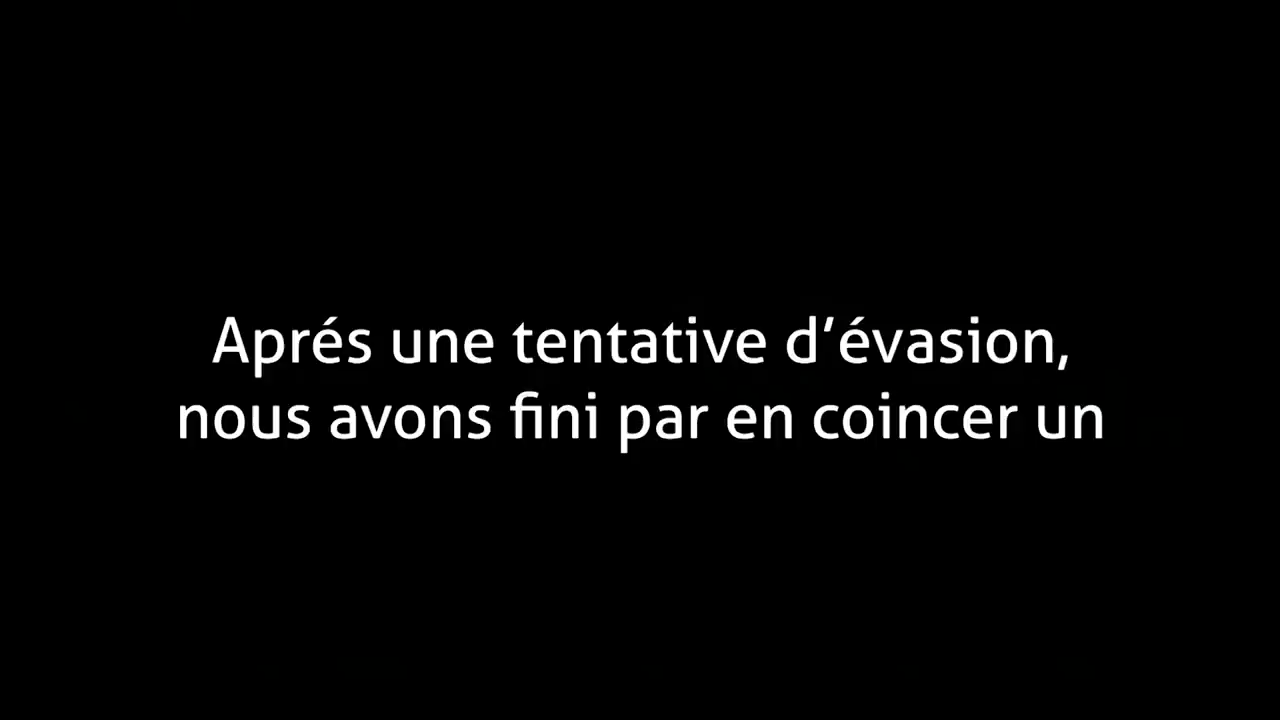 Aprés une tentative d’évasion,
nous avons fini par en coincer un